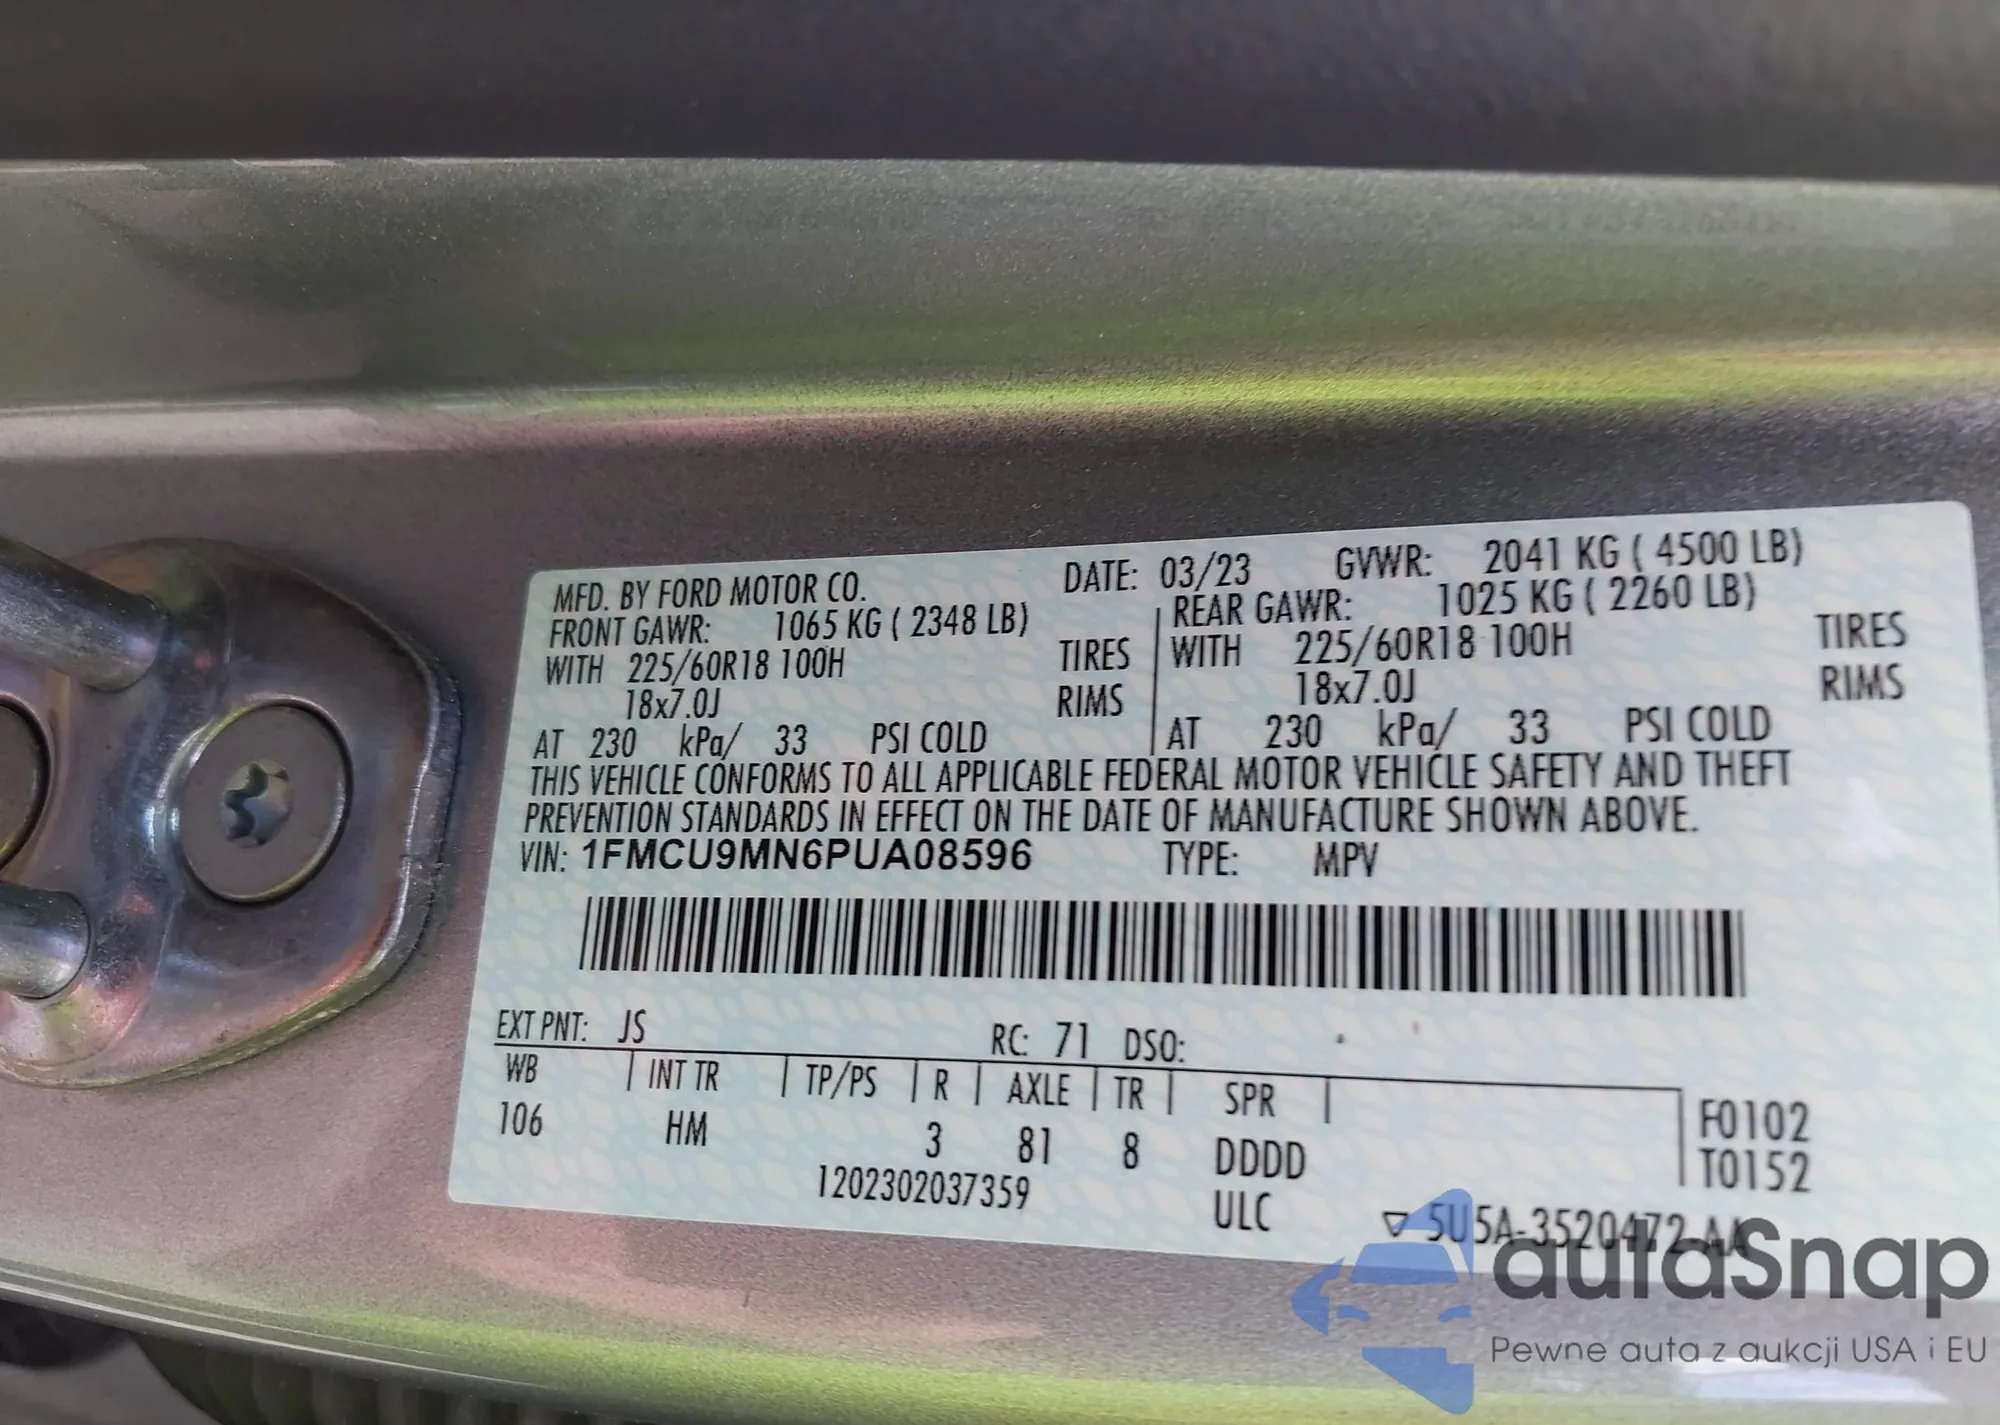 MFD. BY FORD MOTOR CO. DATE: 03/23 GVWR: 2041 KG ( 4500 LB)
FRONT GAWR: 1065 KG ( 2348 LB) REAR GAWR: 1025 KG ( 2260 LB)
WITH 225/60R18 100H TIRES WITH 225/60R18 100H TIRES
18x7.0J RIMS 18x7.0J RIMS
AT 230 kPa/ 33 PSI COLD AT 230 kPa/ 33 PSI COLD
THIS VEHICLE CONFORMS TO ALL APPLICABLE FEDERAL MOTOR VEHICLE SAFETY AND THEFT
PREVENTION STANDARDS IN EFFECT ON THE DATE OF MANUFACTURE SHOWN ABOVE.
VIN: 1FMCU9MN6PUA08596 TYPE: MPV
EXT PNT: JS RC: 71 DSO:
WB INT TR TP/PS R AXLE TR SPR
106 HM 3 81 8 DDDD
F0102
T0152
1202302037359 ULC
5U5A-3520472-AA
autaSnap
Pewne auta z aukcji USA i EU